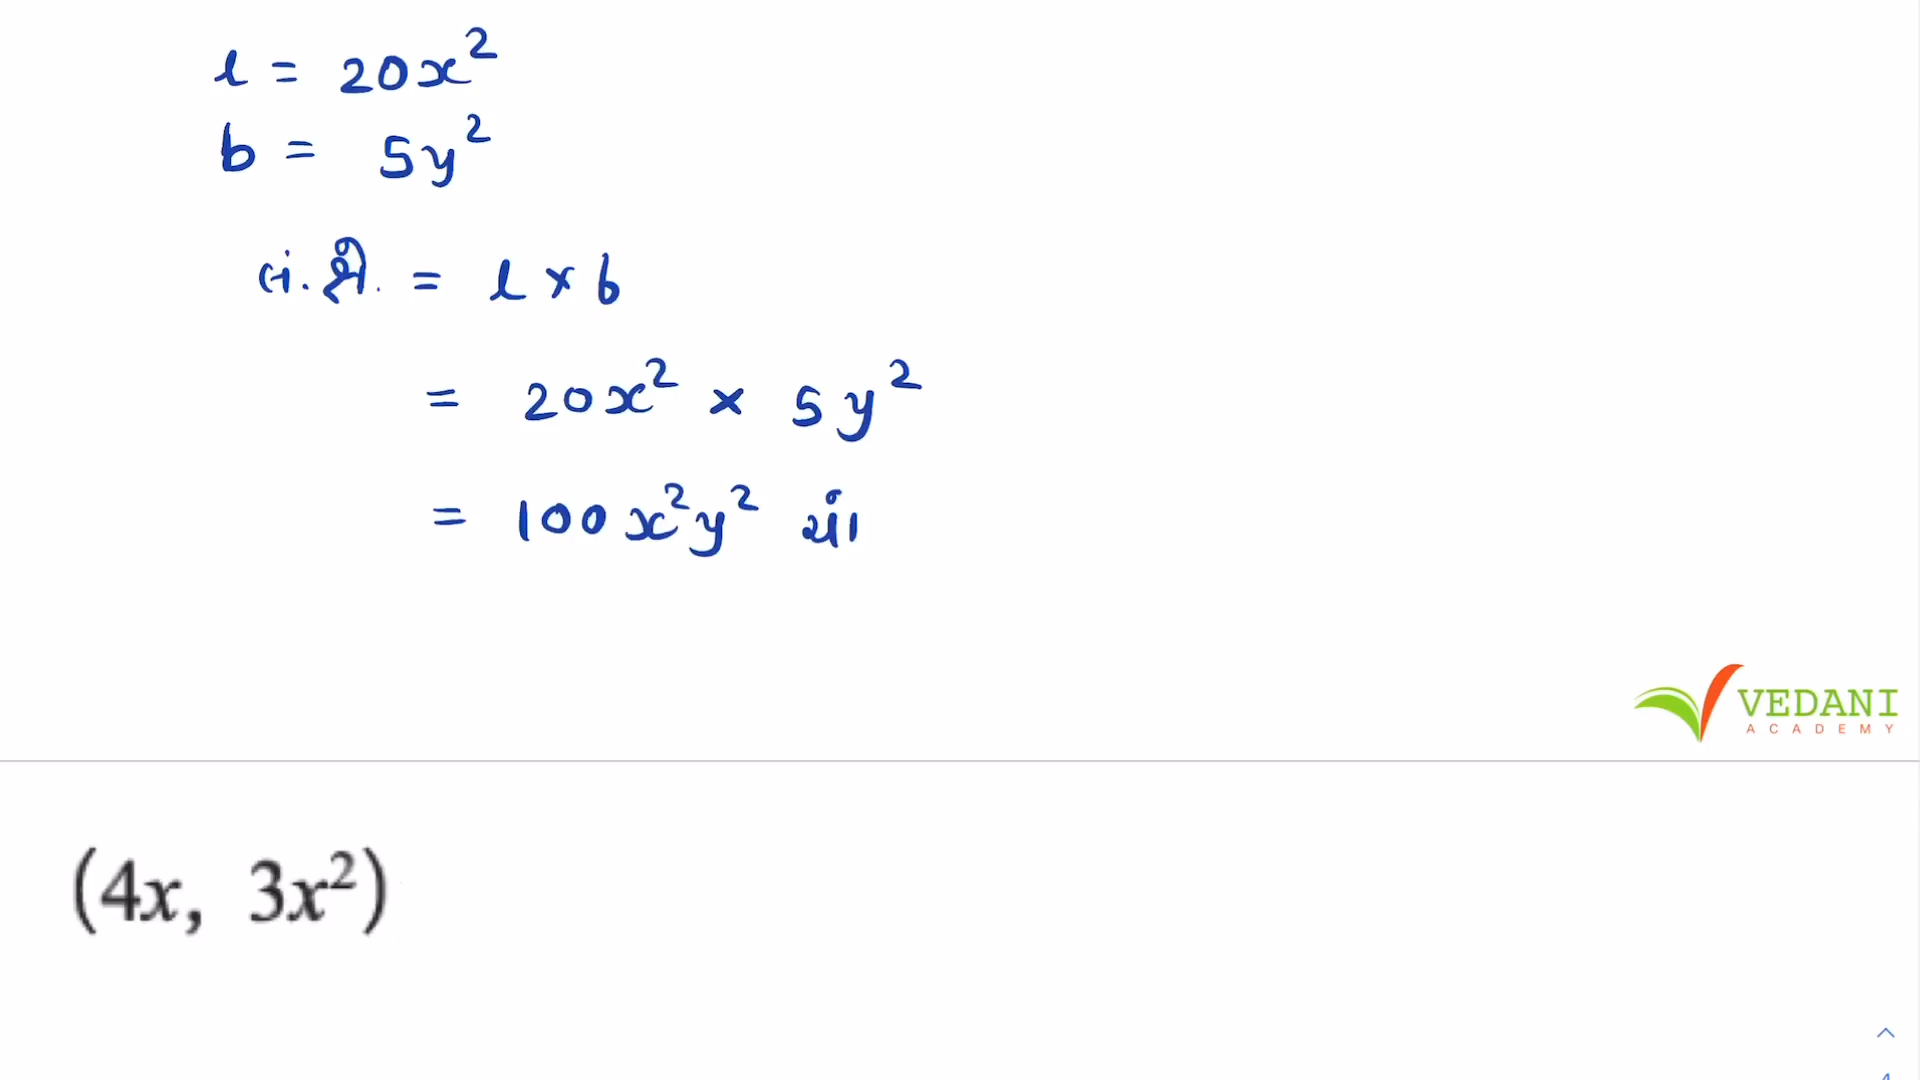 l = 20x²
b = 5y²
લં. ક્ષે. = l × b
= 20x² × 5y²
= 100x²y²
VEDANI
ACADEMY
(4x, 3x²)